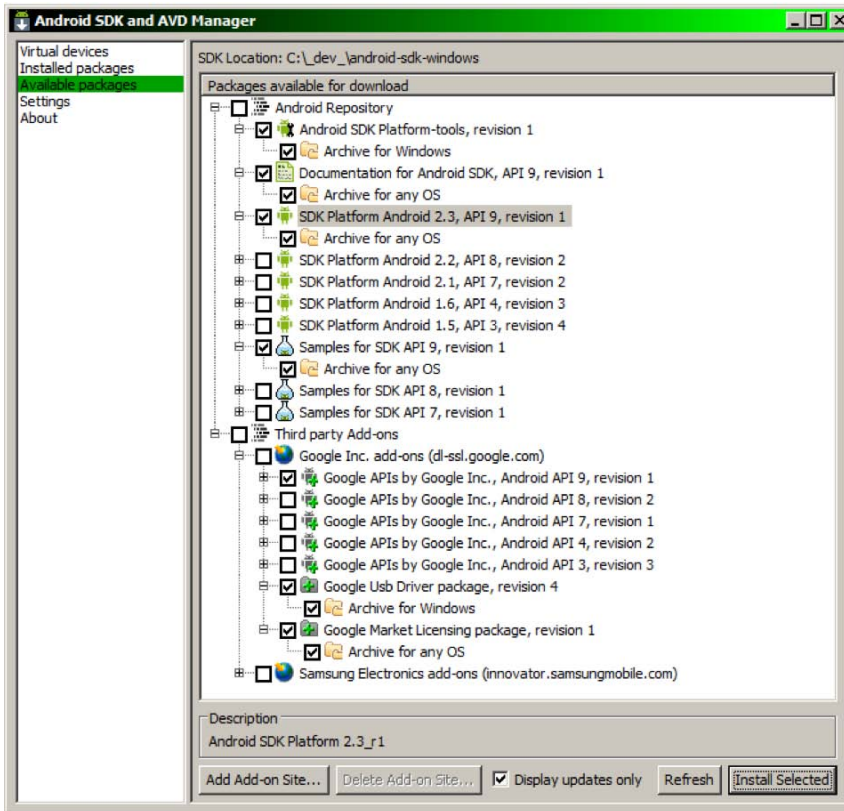 Android SDK and AVD Manager
Virtual devices
Installed packages
Available packages
Settings
About
SDK Location: C:\_dev_\android-sdk-windows
Packages available for download
Android Repository
Android SDK Platform-tools, revision 1
Archive for Windows
Documentation for Android SDK, API 9, revision 1
Archive for any OS
SDK Platform Android 2.3, API 9, revision 1
Archive for any OS
SDK Platform Android 2.2, API 8, revision 2
SDK Platform Android 2.1, API 7, revision 2
SDK Platform Android 1.6, API 4, revision 3
SDK Platform Android 1.5, API 3, revision 4
Samples for SDK API 9, revision 1
Archive for any OS
Samples for SDK API 8, revision 1
Samples for SDK API 7, revision 1
Third party Add-ons
Google Inc. add-ons (dl-ssl.google.com)
Google APIs by Google Inc., Android API 9, revision 1
Google APIs by Google Inc., Android API 8, revision 2
Google APIs by Google Inc., Android API 7, revision 1
Google APIs by Google Inc., Android API 4, revision 2
Google APIs by Google Inc., Android API 3, revision 3
Google Usb Driver package, revision 4
Archive for Windows
Google Market Licensing package, revision 1
Archive for any OS
Samsung Electronics add-ons (innovator.samsungmobile.com)
Description
Android SDK Platform 2.3_r1
Add Add-on Site... Delete Add-on Site... Display updates only Refresh Install Selected